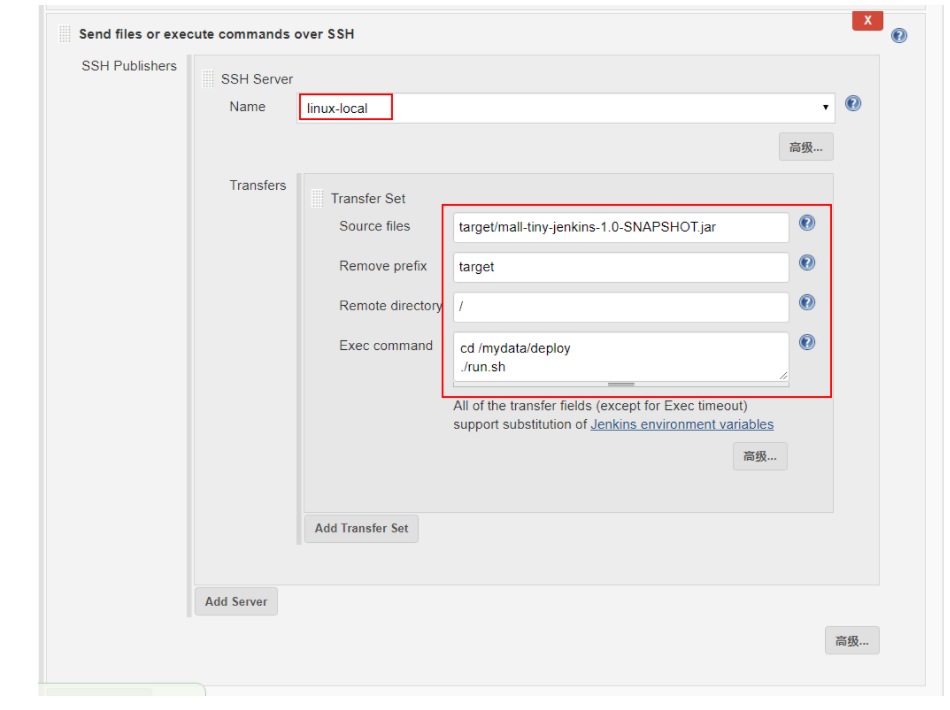 Send files or execute commands over SSH
X
SSH Publishers
SSH Server
Name
linux-local
高级...
Transfers
Transfer Set
Source files
target/mall-tiny-jenkins-1.0-SNAPSHOT.jar
Remove prefix
target
Remote directory
/
Exec command
cd /mydata/deploy
./run.sh
All of the transfer fields (except for Exec timeout)
support substitution of Jenkins environment variables
高级...
Add Transfer Set
Add Server
高级...